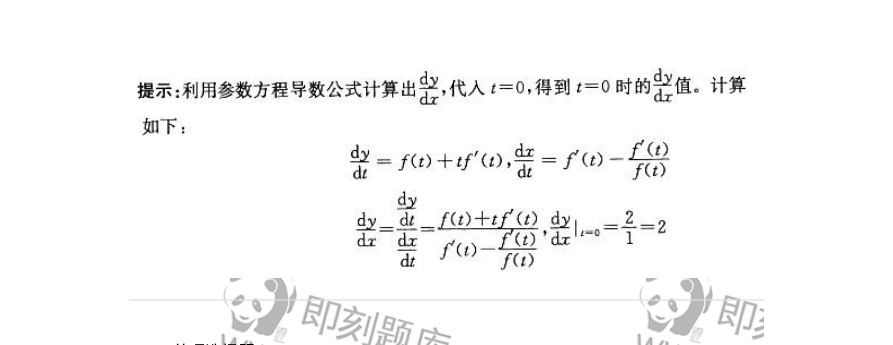 提示:利用参数方程导数公式计算出dy/dx,代入 t=0,得到 t=0 时的dy/dx值。计算
如下:
dy/dt = f(t)+tf′(t), dx/dt = f′(t) − f′(t)/f(t)
dy/dx = (dy/dt)/(dx/dt) = (f(t)+tf′(t))/(f′(t) − f′(t)/f(t)), dy/dx|t=0 = 2/1 = 2
即刻题库 即